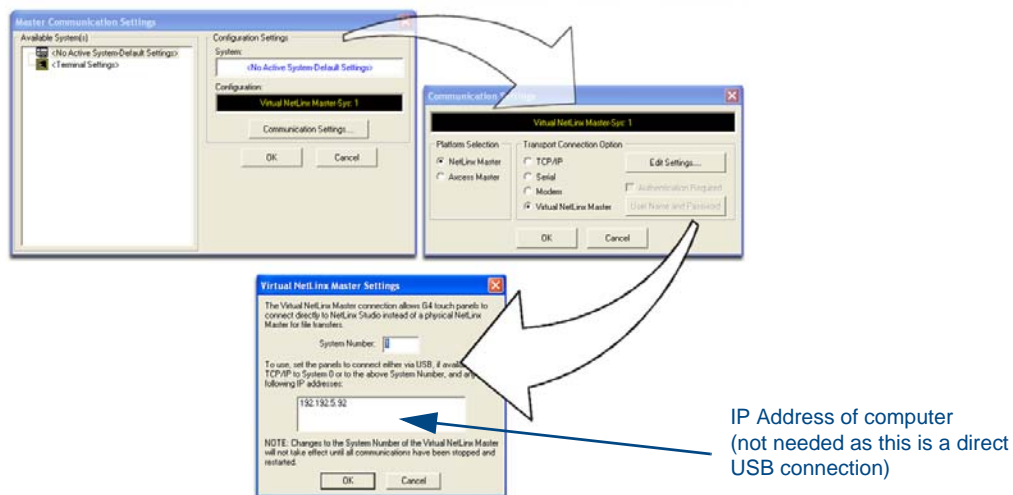 Master Communication Settings
Available System(s)
<No Active System-Default Settings>
<Terminal Settings>
Configuration Settings
System:
<No Active System-Default Settings>
Configuration:
Virtual NetLinx Master-Sys: 1
Communication Settings...
OK
Cancel
Communication
Virtual NetLinx Master-Sys: 1
Platform Selection
NetLinx Master
Axcess Master
Transport Connection Option
TCP/IP
Serial
Modem
Virtual NetLinx Master
Edit Settings...
Authentication Required
User Name and Password
OK
Cancel
Virtual NetLinx Master Settings
The Virtual NetLinx Master connection allows G4 touch panels to
connect directly to NetLinx Studio instead of a physical NetLinx
Master for file transfers.
System Number:
1
To use, set the panels to connect either via USB, if
TCP/IP to System 0 or to the above System Number, and
following IP addresses:
192.192.5.92
NOTE: Changes to the System Number of the Virtual NetLinx Master
will not take effect until all communications have been stopped and
restarted.
OK
Cancel
IP Address of computer
(not needed as this is a direct
USB connection)